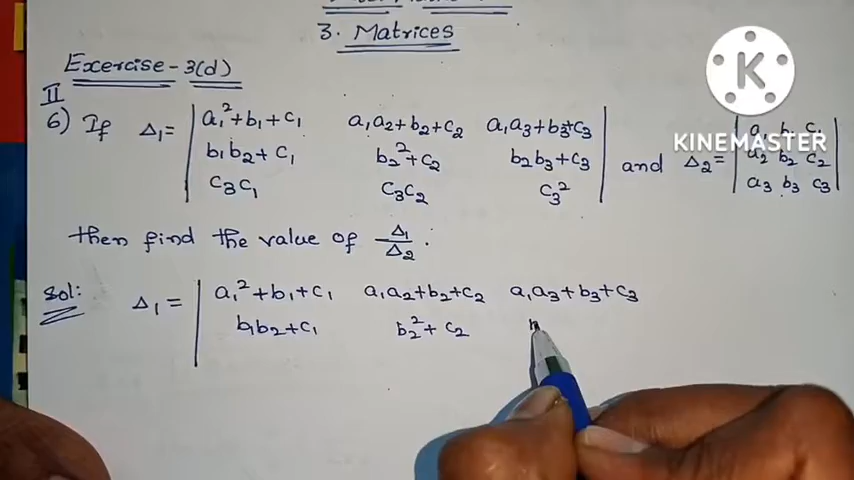 3. Matrices
Exercise - 3(d)
II
6) If Δ₁ = | a₁²+b₁+c₁ a₁a₂+b₂+c₂ a₁a₃+b₃+c₃ |
b₁b₂+c₁ b₂²+c₂ b₂b₃+c₃
c₃c₁ c₃c₂ c₃²
and Δ₂ = | a₁ b₁ c₁ |
a₂ b₂ c₂
a₃ b₃ c₃
K
KINEMASTER
then find the value of Δ₁/Δ₂.
Sol: Δ₁ = | a₁²+b₁+c₁ a₁a₂+b₂+c₂ a₁a₃+b₃+c₃
b₁b₂+c₁ b₂²+c₂ b